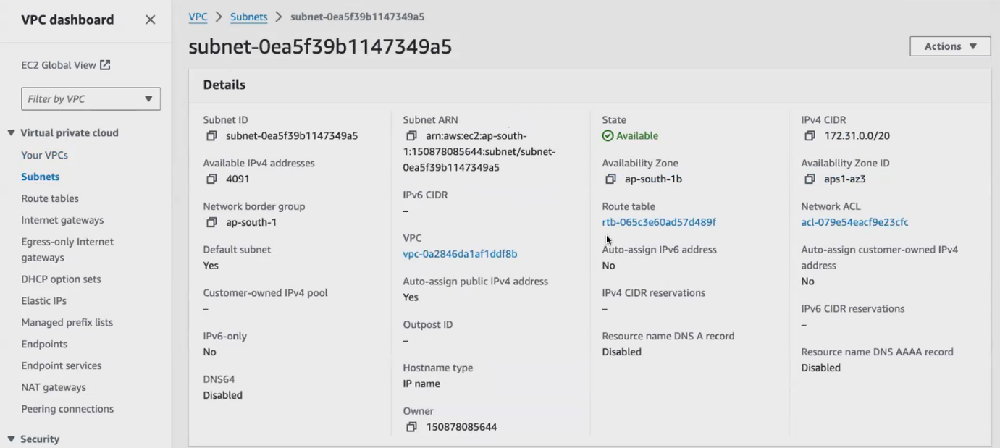 VPC dashboard
EC2 Global View
Filter by VPC
Virtual private cloud
Your VPCs
Subnets
Route tables
Internet gateways
Egress-only Internet
gateways
DHCP option sets
Elastic IPs
Managed prefix lists
Endpoints
Endpoint services
NAT gateways
Peering connections
Security
VPC > Subnets > subnet-0ea5f39b1147349a5
subnet-0ea5f39b1147349a5
Actions
Details
Subnet ID
subnet-0ea5f39b1147349a5
Available IPv4 addresses
4091
Network border group
ap-south-1
Default subnet
Yes
Customer-owned IPv4 pool
–
IPv6-only
No
DNS64
Disabled
Subnet ARN
arn:aws:ec2:ap-south-
1:150878085644:subnet/subnet-
0ea5f39b1147349a5
IPv6 CIDR
–
VPC
vpc-0a2846da1af1ddf8b
Auto-assign public IPv4 address
Yes
Outpost ID
–
Hostname type
IP name
Owner
150878085644
State
Available
Availability Zone
ap-south-1b
Route table
rtb-065c3e60ad57d489f
Auto-assign IPv6 address
No
IPv4 CIDR reservations
–
Resource name DNS A record
Disabled
IPv4 CIDR
172.31.0.0/20
Availability Zone ID
aps1-az3
Network ACL
acl-079e54eacf9e23cfc
Auto-assign customer-owned IPv4
address
No
IPv6 CIDR reservations
–
Resource name DNS AAAA record
Disabled